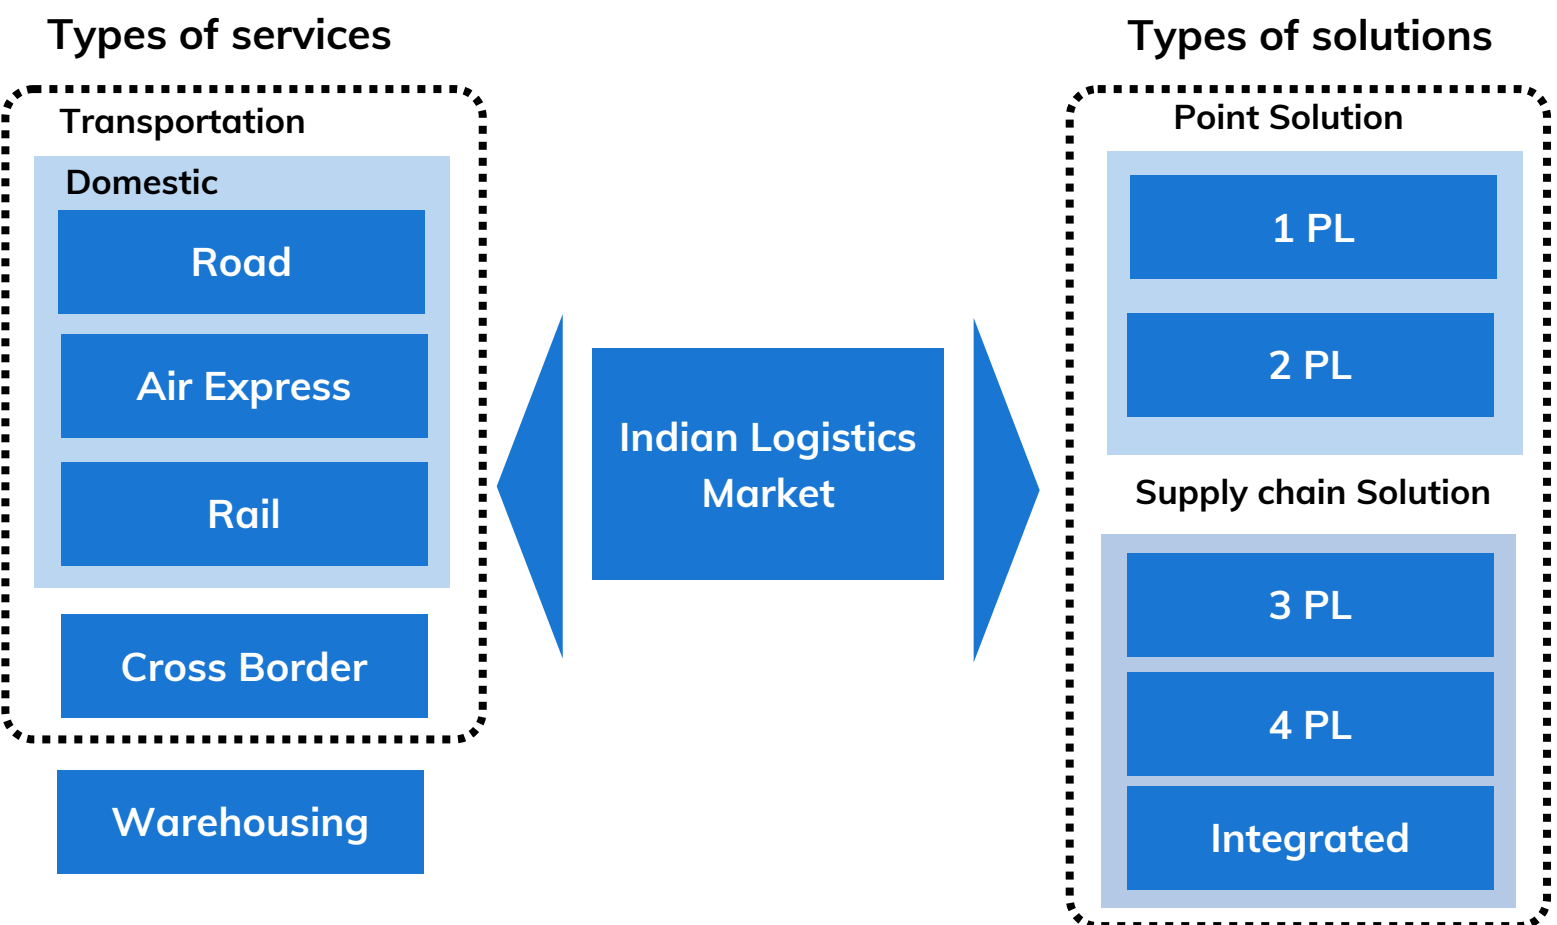 Types of services
Transportation
Domestic
Road
Air Express
Rail
Cross Border
Warehousing
Indian Logistics
Market
Types of solutions
Point Solution
1 PL
2 PL
Supply chain Solution
3 PL
4 PL
Integrated